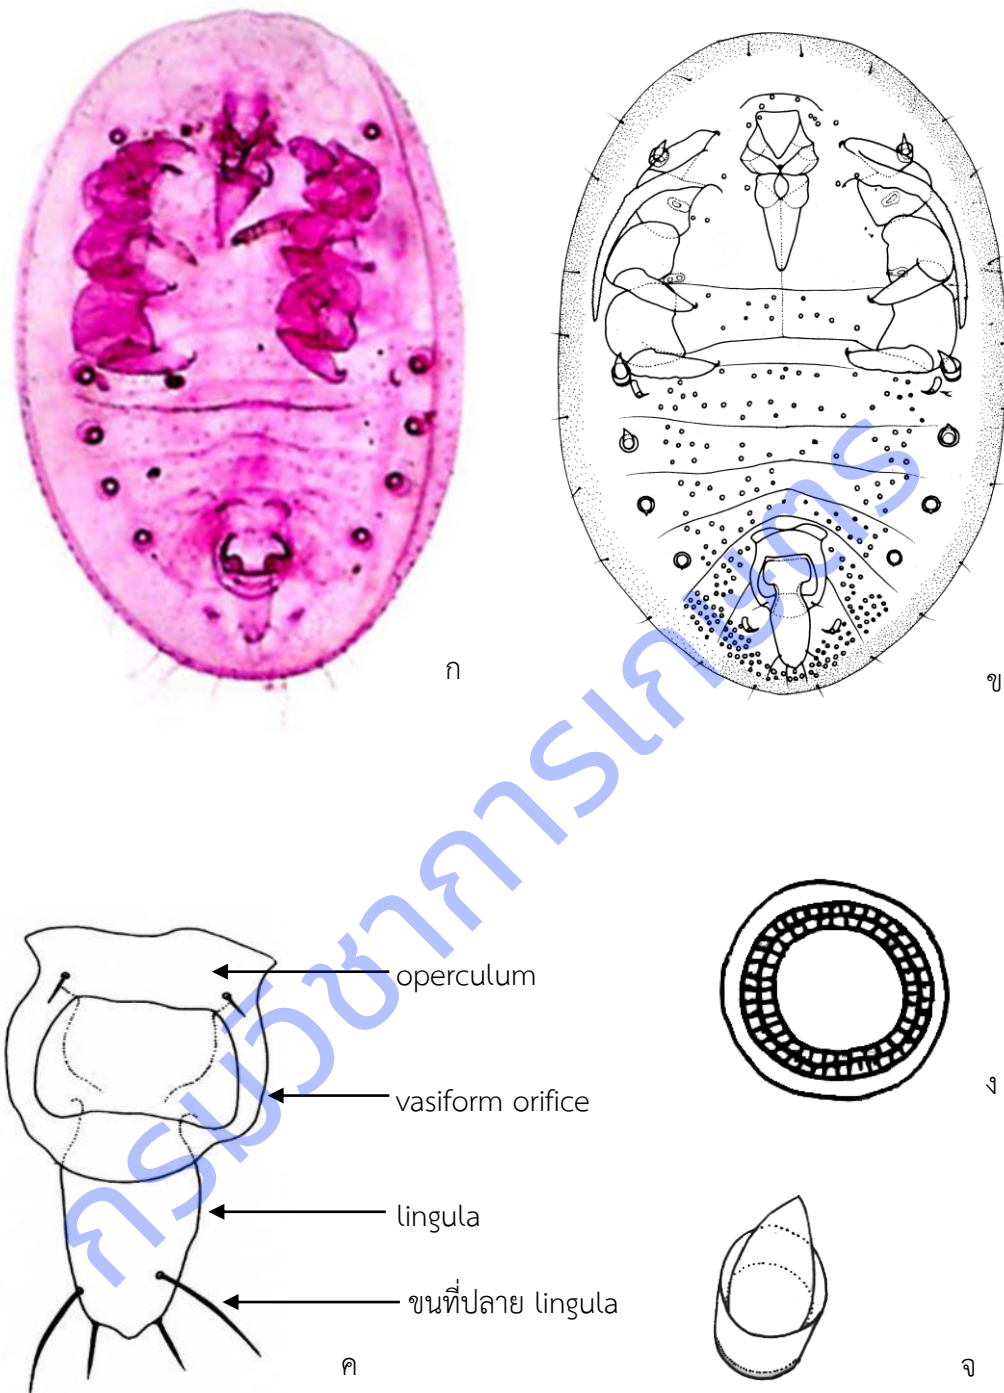 ก
ข
operculum
vasiform orifice
lingula
ขนที่ปลาย lingula
ค
ง
จ
กรมวิชาการเกษตร